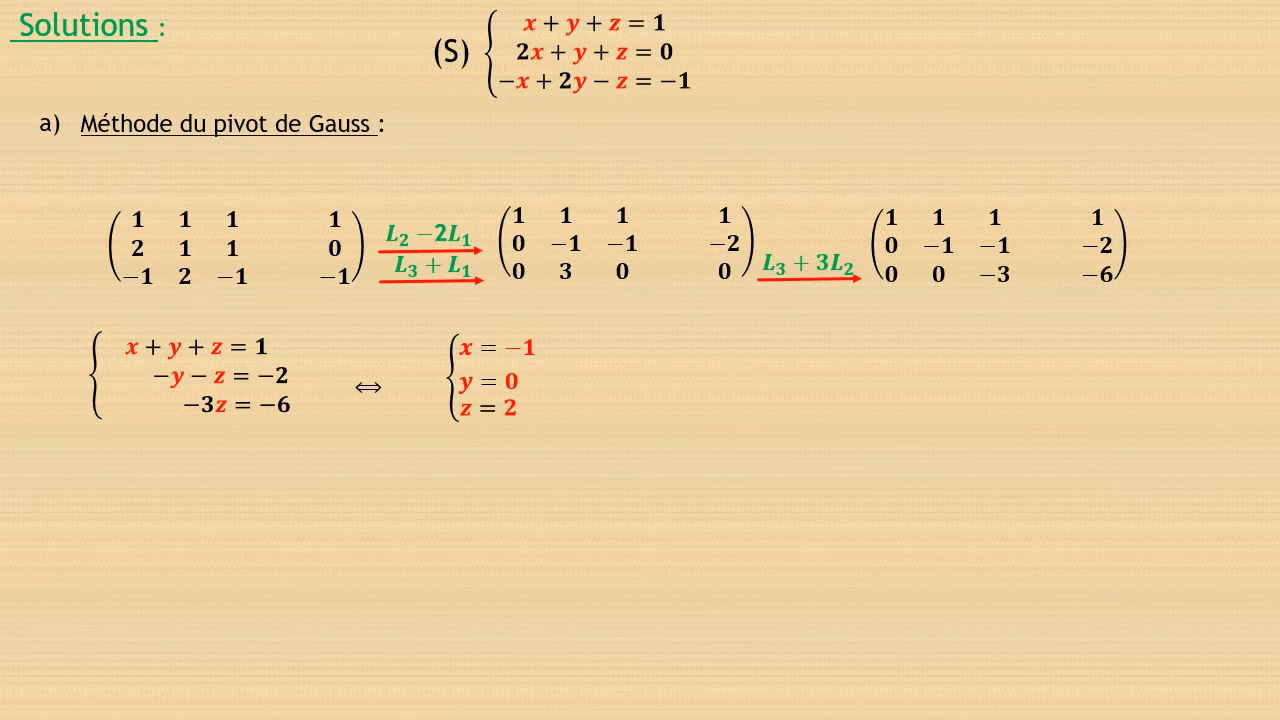 Solutions :
(S) { x + y + z = 1
2x + y + z = 0
−x + 2y − z = −1
a) Méthode du pivot de Gauss :
( 1 1 1 1
2 1 1 0
−1 2 −1 −1 )
L₂ − 2L₁
L₃ + L₁
( 1 1 1 1
0 −1 −1 −2
0 3 0 0 )
L₃ + 3L₂
( 1 1 1 1
0 −1 −1 −2
0 0 −3 −6 )
{ x + y + z = 1
−y − z = −2
−3z = −6
⇔
{ x = −1
y = 0
z = 2